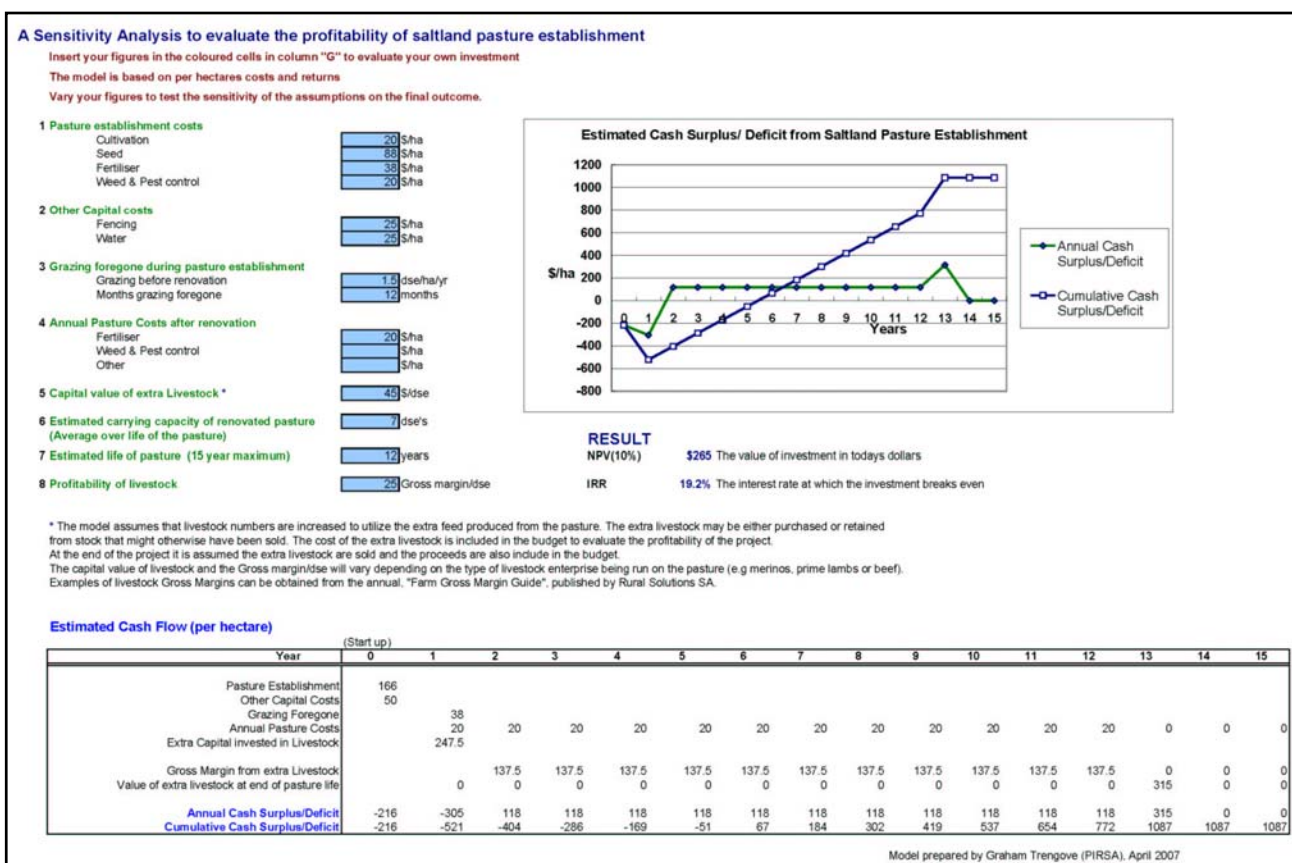 A Sensitivity Analysis to evaluate the profitability of saltland pasture establishment
Insert your figures in the coloured cells in column "G" to evaluate your own investment
The model is based on per hectares costs and returns
Vary your figures to test the sensitivity of the assumptions on the final outcome.
1 Pasture establishment costs
Cultivation 20 $/ha
Seed 88 $/ha
Fertiliser 38 $/ha
Weed & Pest control 20 $/ha
2 Other Capital costs
Fencing 25 $/ha
Water 25 $/ha
3 Grazing foregone during pasture establishment
Grazing before renovation 1.5 dse/ha/yr
Months grazing foregone 12 months
4 Annual Pasture Costs after renovation
Fertiliser 20 $/ha
Weed & Pest control $/ha
Other $/ha
5 Capital value of extra Livestock * 45 $/dse
6 Estimated carrying capacity of renovated pasture 7 dse's
(Average over life of the pasture)
7 Estimated life of pasture (15 year maximum) 12 years
8 Profitability of livestock 25 Gross margin/dse
Estimated Cash Surplus/ Deficit from Saltland Pasture Establishment
1200
1000
800
600
400
200
0
-200
-400
-600
-800
$/ha
0 1 2 3 4 5 6 7 8 9 10 11 12 13 14 15
Years
Annual Cash
Surplus/Deficit
Cumulative Cash
Surplus/Deficit
RESULT
NPV(10%) $265 The value of investment in todays dollars
IRR 19.2% The interest rate at which the investment breaks even
* The model assumes that livestock numbers are increased to utilize the extra feed produced from the pasture. The extra livestock may be either purchased or retained
from stock that might otherwise have been sold. The cost of the extra livestock is included in the budget to evaluate the profitability of the project.
At the end of the project it is assumed the extra livestock are sold and the proceeds are also include in the budget.
The capital value of livestock and the Gross margin/dse will vary depending on the type of livestock enterprise being run on the pasture (e.g merinos, prime lambs or beef).
Examples of livestock Gross Margins can be obtained from the annual, "Farm Gross Margin Guide", published by Rural Solutions SA.
Estimated Cash Flow (per hectare)
(Start up)
Year 0 1 2 3 4 5 6 7 8 9 10 11 12 13 14 15
Pasture Establishment 166
Other Capital Costs 50
Grazing Foregone 38
Annual Pasture Costs 20 20 20 20 20 20 20 20 20 20 20 20 0 0 0
Extra Capital invested in Livestock 247.5
Gross Margin from extra Livestock 137.5 137.5 137.5 137.5 137.5 137.5 137.5 137.5 137.5 137.5 137.5 0 0 0
Value of extra livestock at end of pasture life 0 0 0 0 0 0 0 0 0 0 0 0 315 0 0
Annual Cash Surplus/Deficit -216 -305 118 118 118 118 118 118 118 118 118 118 118 315 0 0
Cumulative Cash Surplus/Deficit -216 -521 -404 -286 -169 -51 67 184 302 419 537 654 772 1087 1087 1087
Model prepared by Graham Trengove (PIRSA), April 2007